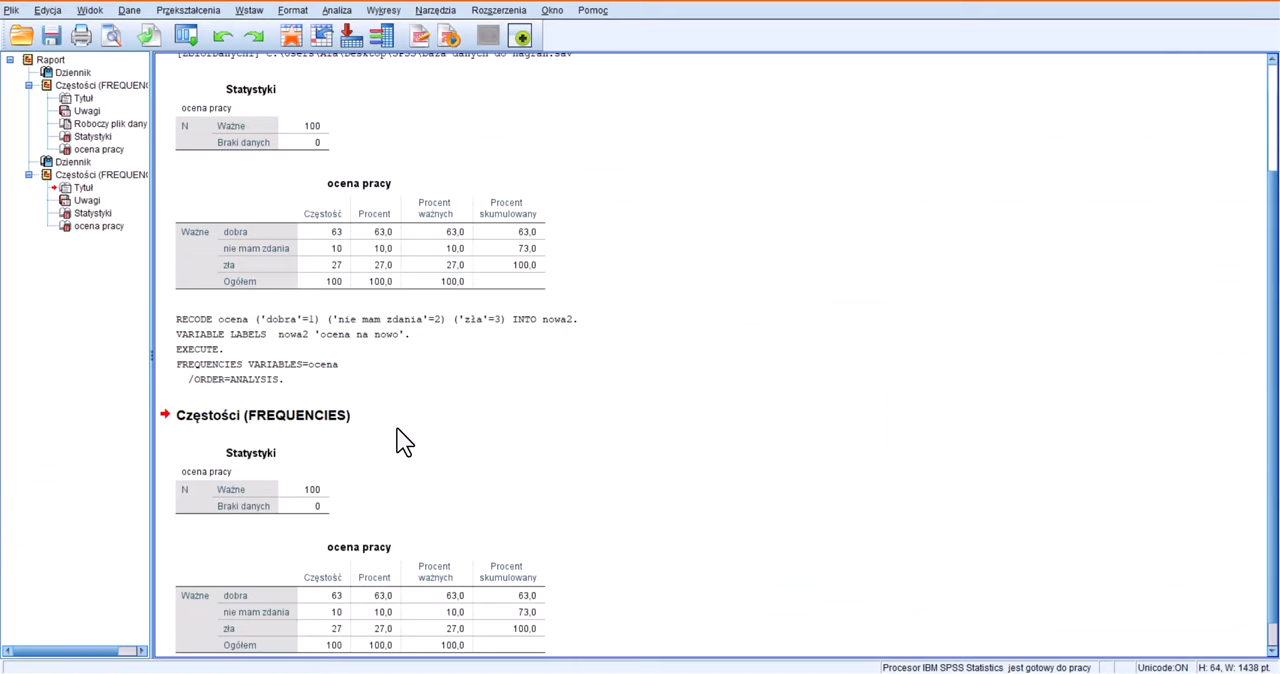 Plik Edycja Widok Dane Przekształcenia Wstaw Format Analiza Wykresy Narzędzia Rozszerzenia Okno Pomoc
Raport
Dziennik
Częstości (FREQUEN
Tytuł
Uwagi
Roboczy plik dany
Statystyki
ocena pracy
Dziennik
Częstości (FREQUEN
Tytuł
Uwagi
Statystyki
ocena pracy
Statystyki
ocena pracy
N Ważne 100
Braki danych 0
ocena pracy
Częstość Procent Procent ważnych Procent skumulowany
Ważne dobra 63 63,0 63,0 63,0
nie mam zdania 10 10,0 10,0 73,0
zła 27 27,0 27,0 100,0
Ogółem 100 100,0 100,0
RECODE ocena ('dobra'=1) ('nie mam zdania'=2) ('zła'=3) INTO nowa2.
VARIABLE LABELS nowa2 'ocena na nowo'.
EXECUTE.
FREQUENCIES VARIABLES=ocena
/ORDER=ANALYSIS.
Częstości (FREQUENCIES)
Statystyki
ocena pracy
N Ważne 100
Braki danych 0
ocena pracy
Częstość Procent Procent ważnych Procent skumulowany
Ważne dobra 63 63,0 63,0 63,0
nie mam zdania 10 10,0 10,0 73,0
zła 27 27,0 27,0 100,0
Ogółem 100 100,0 100,0
Procesor IBM SPSS Statistics jest gotowy do pracy Unicode:ON H: 64, W: 1438 pt.